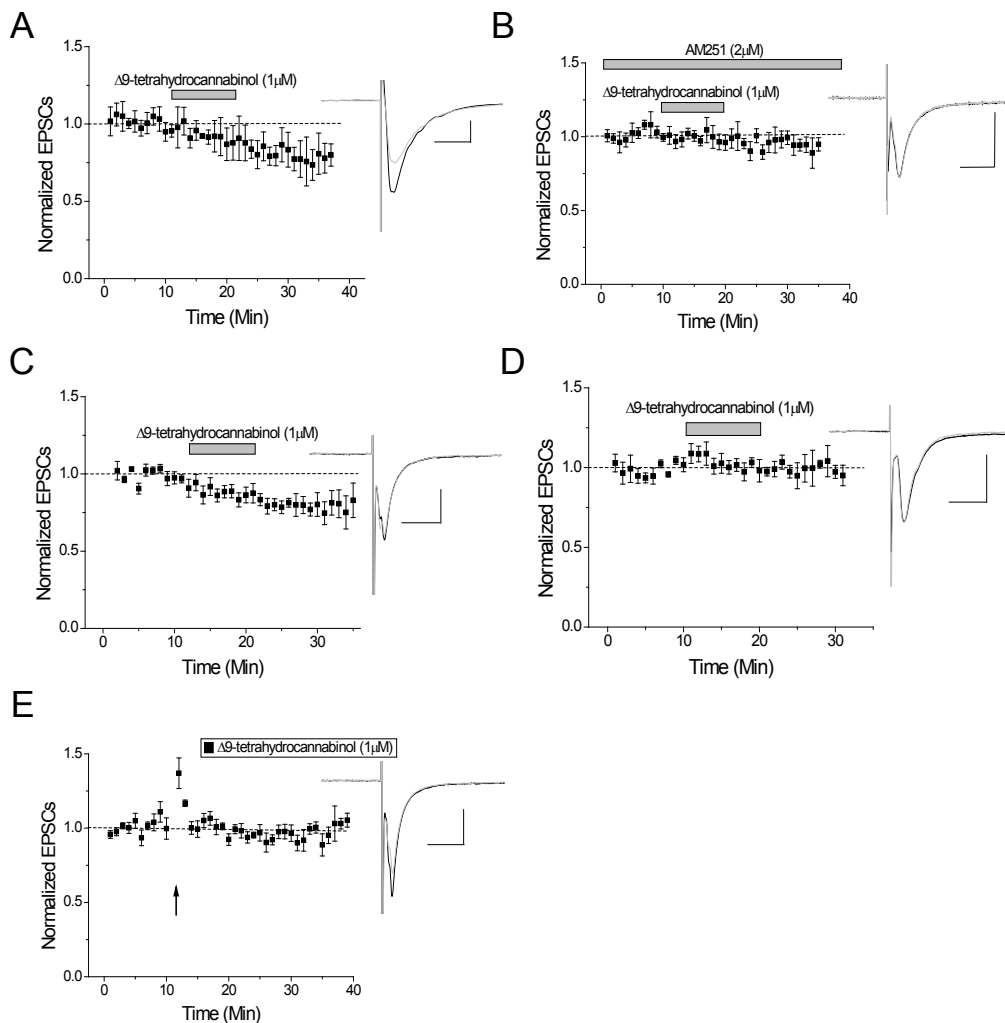 A
1.5
Δ9-tetrahydrocannabinol (1μM)
1.0
0.5
0.0
Normalized EPSCs
0 10 20 30 40
Time (Min)
B
1.5
AM251 (2μM)
Δ9-tetrahydrocannabinol (1μM)
1.0
0.5
0.0
Normalized EPSCs
0 10 20 30 40
Time (Min)
C
1.5
Δ9-tetrahydrocannabinol (1μM)
1.0
0.5
0.0
Normalized EPSCs
0 10 20 30
Time (Min)
D
1.5
Δ9-tetrahydrocannabinol (1μM)
1.0
0.5
0.0
Normalized EPSCs
0 10 20 30
Time (Min)
E
1.5
Δ9-tetrahydrocannabinol (1μM)
1.0
0.5
0.0
Normalized EPSCs
0 10 20 30 40
Time (Min)